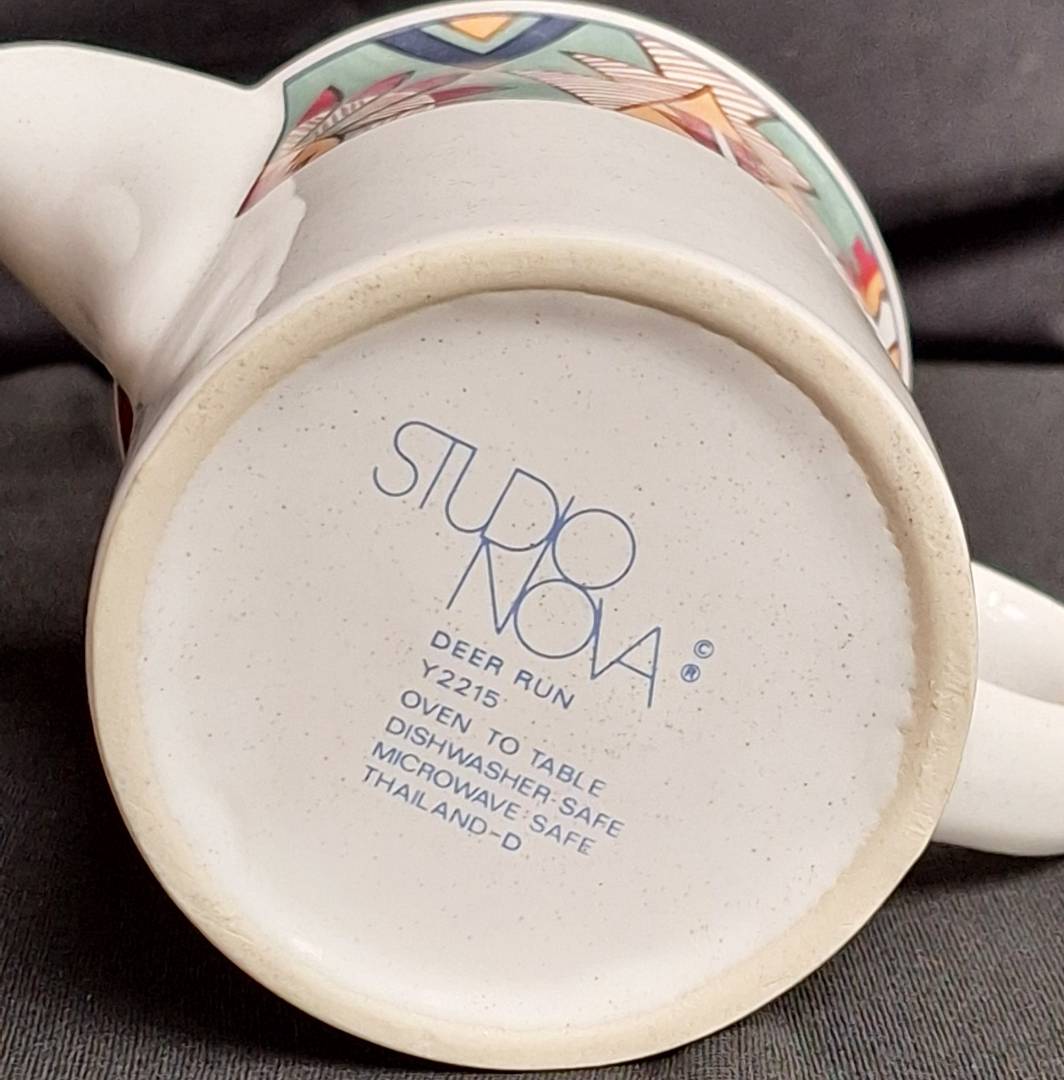 STUDIO
NOVA ©
®
DEER RUN
Y2215
OVEN TO TABLE
DISHWASHER-SAFE
MICROWAVE-SAFE
THAILAND-D